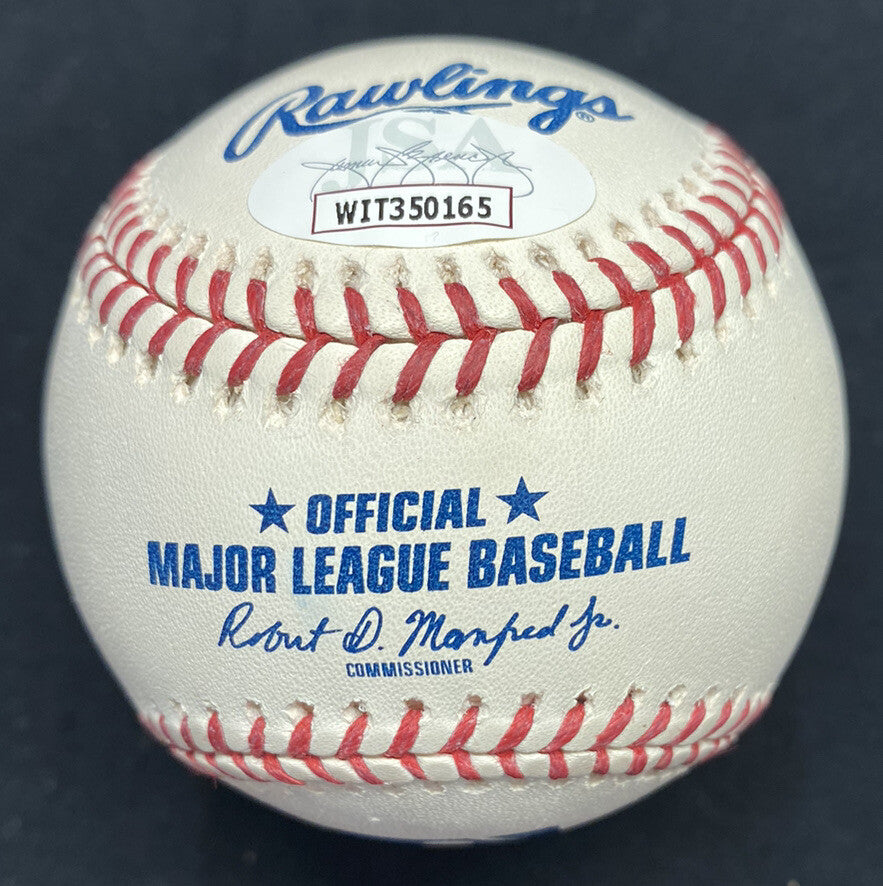 Rawlings®
JSA
WIT350165
★ OFFICIAL ★
MAJOR LEAGUE BASEBALL
Robert D. Manfred Jr.
COMMISSIONER